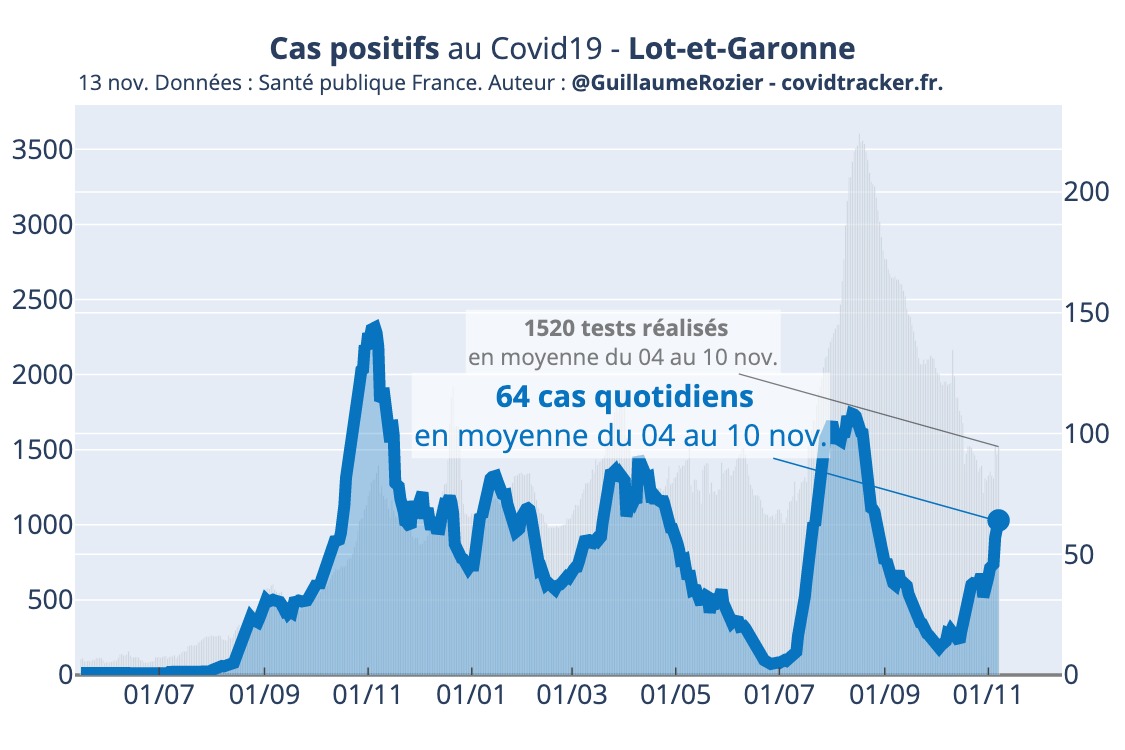 Cas positifs au Covid19 - Lot-et-Garonne
13 nov. Données : Santé publique France. Auteur : @GuillaumeRozier - covidtracker.fr.
3500
3000
2500
2000
1500
1000
500
0
200
150
100
50
0
1520 tests réalisés
en moyenne du 04 au 10 nov.
64 cas quotidiens
en moyenne du 04 au 10 nov.
01/07 01/09 01/11 01/01 01/03 01/05 01/07 01/09 01/11